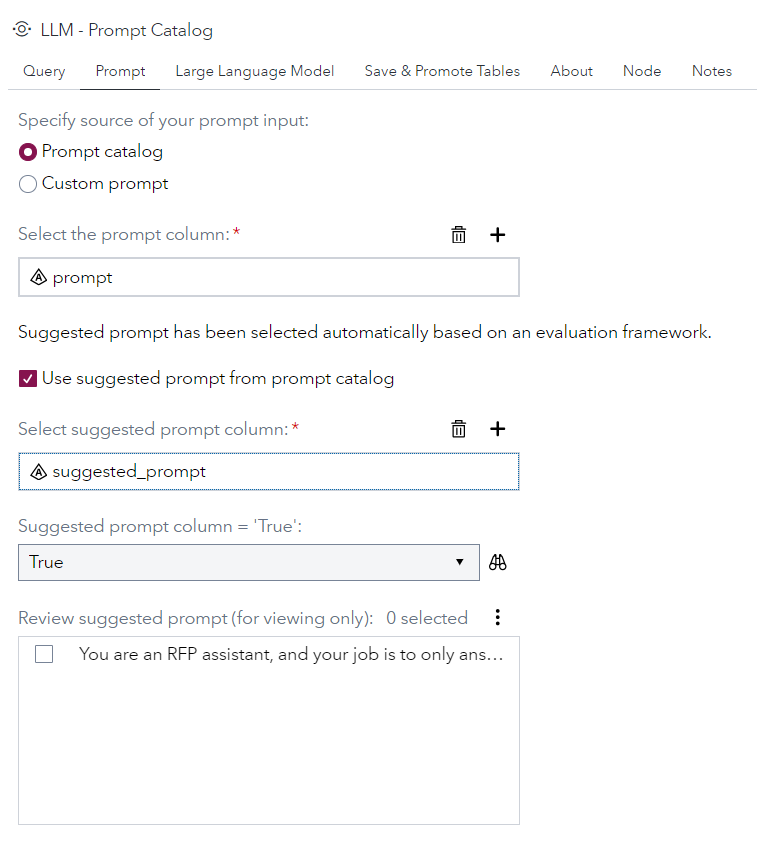 LLM - Prompt Catalog
Query Prompt Large Language Model Save & Promote Tables About Node Notes
Specify source of your prompt input:
Prompt catalog
Custom prompt
Select the prompt column:*
prompt
Suggested prompt has been selected automatically based on an evaluation framework.
Use suggested prompt from prompt catalog
Select suggested prompt column:*
suggested_prompt
Suggested prompt column = 'True':
True
Review suggested prompt (for viewing only): 0 selected
You are an RFP assistant, and your job is to only ans...